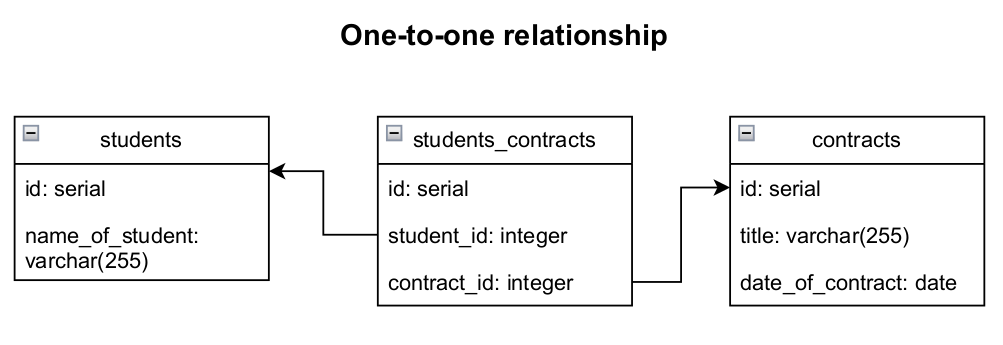 One-to-one relationship
students
id: serial
name_of_student:
varchar(255)
students_contracts
id: serial
student_id: integer
contract_id: integer
contracts
id: serial
title: varchar(255)
date_of_contract: date